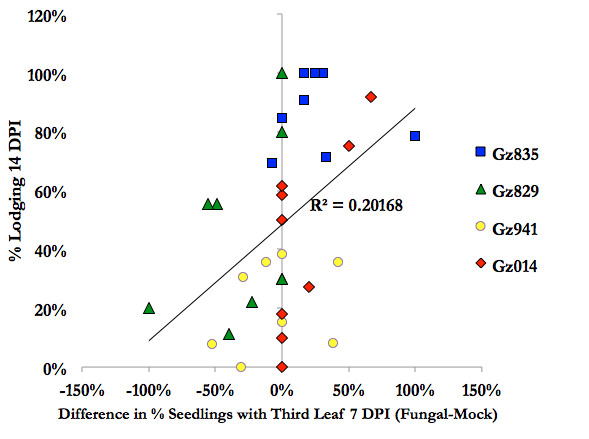 120%
100%
80%
60%
40%
20%
0%
% Lodging 14 DPI
R² = 0.20168
Gz835
Gz829
Gz941
Gz014
-150% -100% -50% 0% 50% 100% 150%
Difference in % Seedlings with Third Leaf 7 DPI (Fungal-Mock)